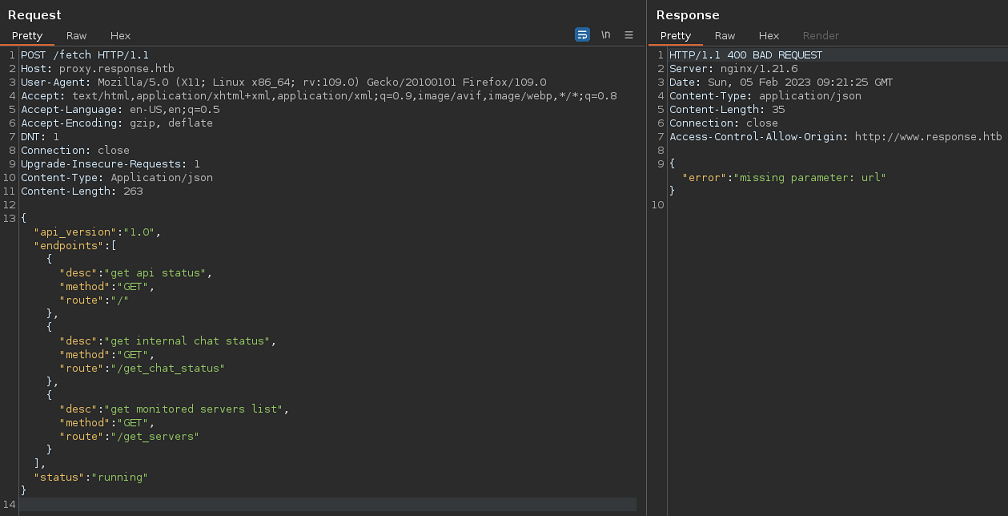 Request
Pretty Raw Hex \n
1 POST /fetch HTTP/1.1
2 Host: proxy.response.htb
3 User-Agent: Mozilla/5.0 (X11; Linux x86_64; rv:109.0) Gecko/20100101 Firefox/109.0
4 Accept: text/html,application/xhtml+xml,application/xml;q=0.9,image/avif,image/webp,*/*;q=0.8
5 Accept-Language: en-US,en;q=0.5
6 Accept-Encoding: gzip, deflate
7 DNT: 1
8 Connection: close
9 Upgrade-Insecure-Requests: 1
10 Content-Type: Application/json
11 Content-Length: 263
12
13 {
"api_version":"1.0",
"endpoints":[
{
"desc":"get api status",
"method":"GET",
"route":"/"
},
{
"desc":"get internal chat status",
"method":"GET",
"route":"/get_chat_status"
},
{
"desc":"get monitored servers list",
"method":"GET",
"route":"/get_servers"
}
],
"status":"running"
}
14
Response
Pretty Raw Hex Render
1 HTTP/1.1 400 BAD REQUEST
2 Server: nginx/1.21.6
3 Date: Sun, 05 Feb 2023 09:21:25 GMT
4 Content-Type: application/json
5 Content-Length: 35
6 Connection: close
7 Access-Control-Allow-Origin: http://www.response.htb
8
9 {
"error":"missing parameter: url"
}
10